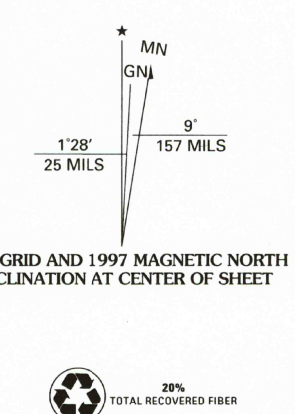 ★
MN
GN
1°28′
25 MILS
9°
157 MILS
GRID AND 1997 MAGNETIC NORTH
CLINATION AT CENTER OF SHEET
20%
TOTAL RECOVERED FIBER